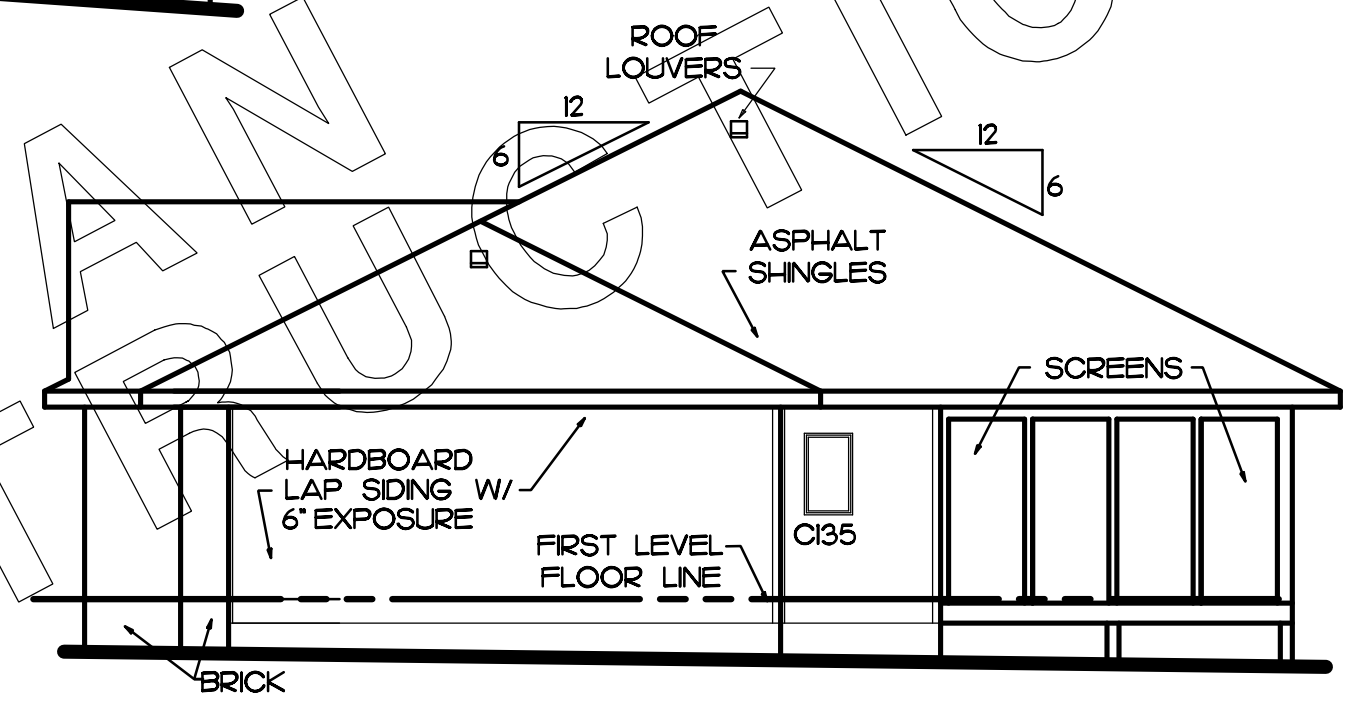 ROOF
LOUVERS
12
6
12
6
ASPHALT
SHINGLES
SCREENS
HARDBOARD
LAP SIDING W/
6" EXPOSURE
C135
FIRST LEVEL
FLOOR LINE
BRICK